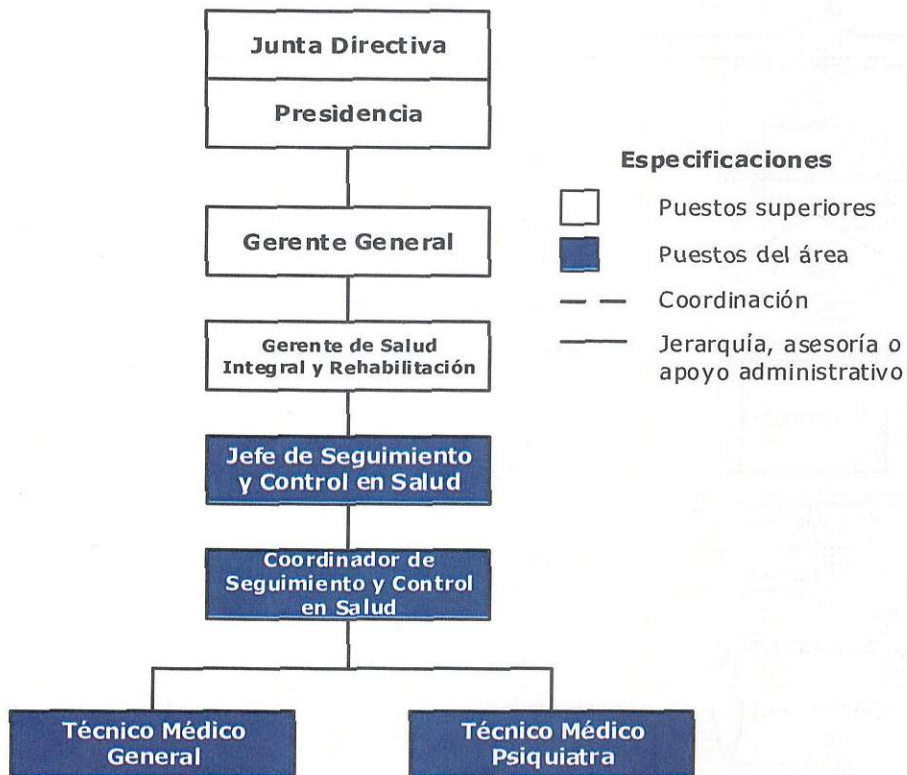 Junta Directiva
Presidencia
Gerente General
Gerente de Salud
Integral y Rehabilitación
Jefe de Seguimiento
y Control en Salud
Coordinador de
Seguimiento y Control
en Salud
Técnico Médico
General
Técnico Médico
Psiquiatra
Especificaciones
Puestos superiores
Puestos del área
Coordinación
Jerarquía, asesoría o
apoyo administrativo